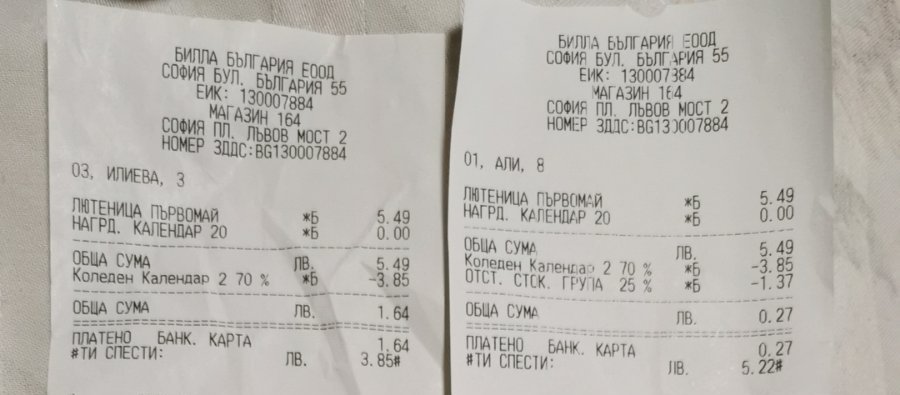 БИЛЛА БЪЛГАРИЯ ЕООД
СОФИЯ БУЛ. БЪЛГАРИЯ 55
ЕИК: 130007884
МАГАЗИН 164
СОФИЯ ПЛ. ЛЪВОВ МОСТ 2
НОМЕР ЗДДС:BG130007884
03, ИЛИЕВА, 3
ЛЮТЕНИЦА ПЪРВОМАЙ *Б 5.49
НАГРД. КАЛЕНДАР 20 *Б 0.00
ОБЩА СУМА ЛВ. 5.49
Коледен Календар 2 70 % *Б -3.85
ОБЩА СУМА ЛВ. 1.64
ПЛАТЕНО БАНК. КАРТА 1.64
#ТИ СПЕСТИ: ЛВ. 3.85#
БИЛЛА БЪЛГАРИЯ ЕООД
СОФИЯ БУЛ. БЪЛГАРИЯ 55
ЕИК: 130007884
МАГАЗИН 164
СОФИЯ ПЛ. ЛЪВОВ МОСТ 2
НОМЕР ЗДДС:BG130007884
01, АЛИ, 8
ЛЮТЕНИЦА ПЪРВОМАЙ *Б 5.49
НАГРД. КАЛЕНДАР 20 *Б 0.00
ОБЩА СУМА ЛВ. 5.49
Коледен Календар 2 70 % *Б -3.85
ОТСТ. СТСК. ГРУПА 25 % *Б -1.37
ОБЩА СУМА ЛВ. 0.27
ПЛАТЕНО БАНК. КАРТА 0.27
#ТИ СПЕСТИ: ЛВ. 5.22#